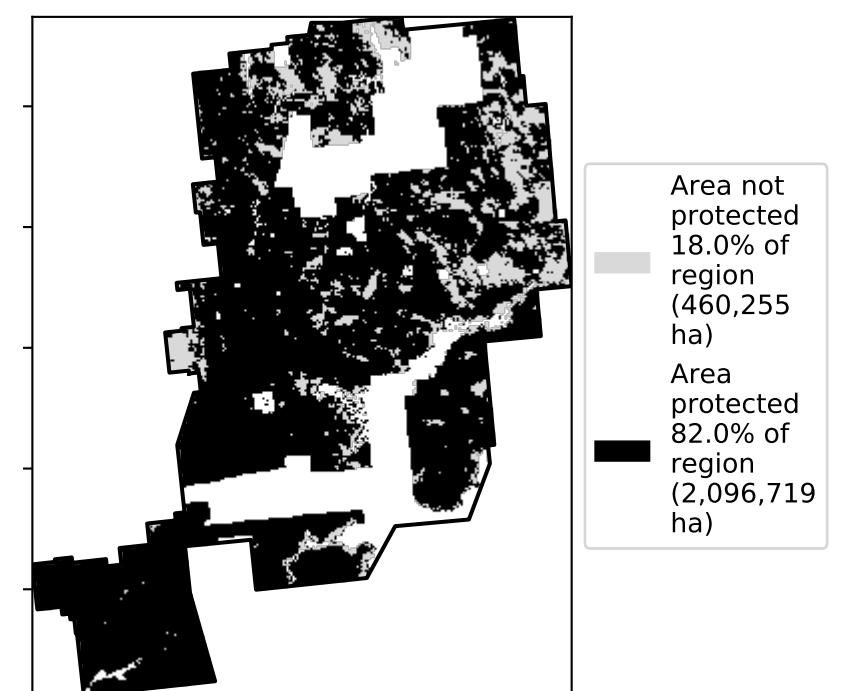 Area not
protected
18.0% of
region
(460,255
ha)
Area
protected
82.0% of
region
(2,096,719
ha)